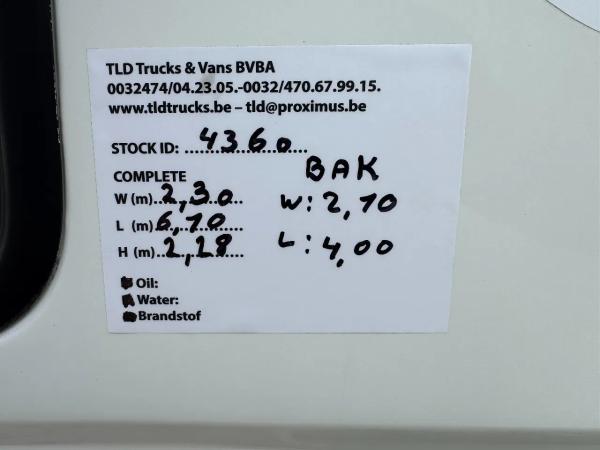 TLD Trucks & Vans BVBA
0032474/04.23.05.-0032/470.67.99.15.
www.tldtrucks.be – tld@proximus.be
STOCK ID: 4360
COMPLETE BAK
W (m) 2,30 W: 2,10
L (m) 6,10 L: 4,00
H (m) 2,28
Oil:
Water:
Brandstof